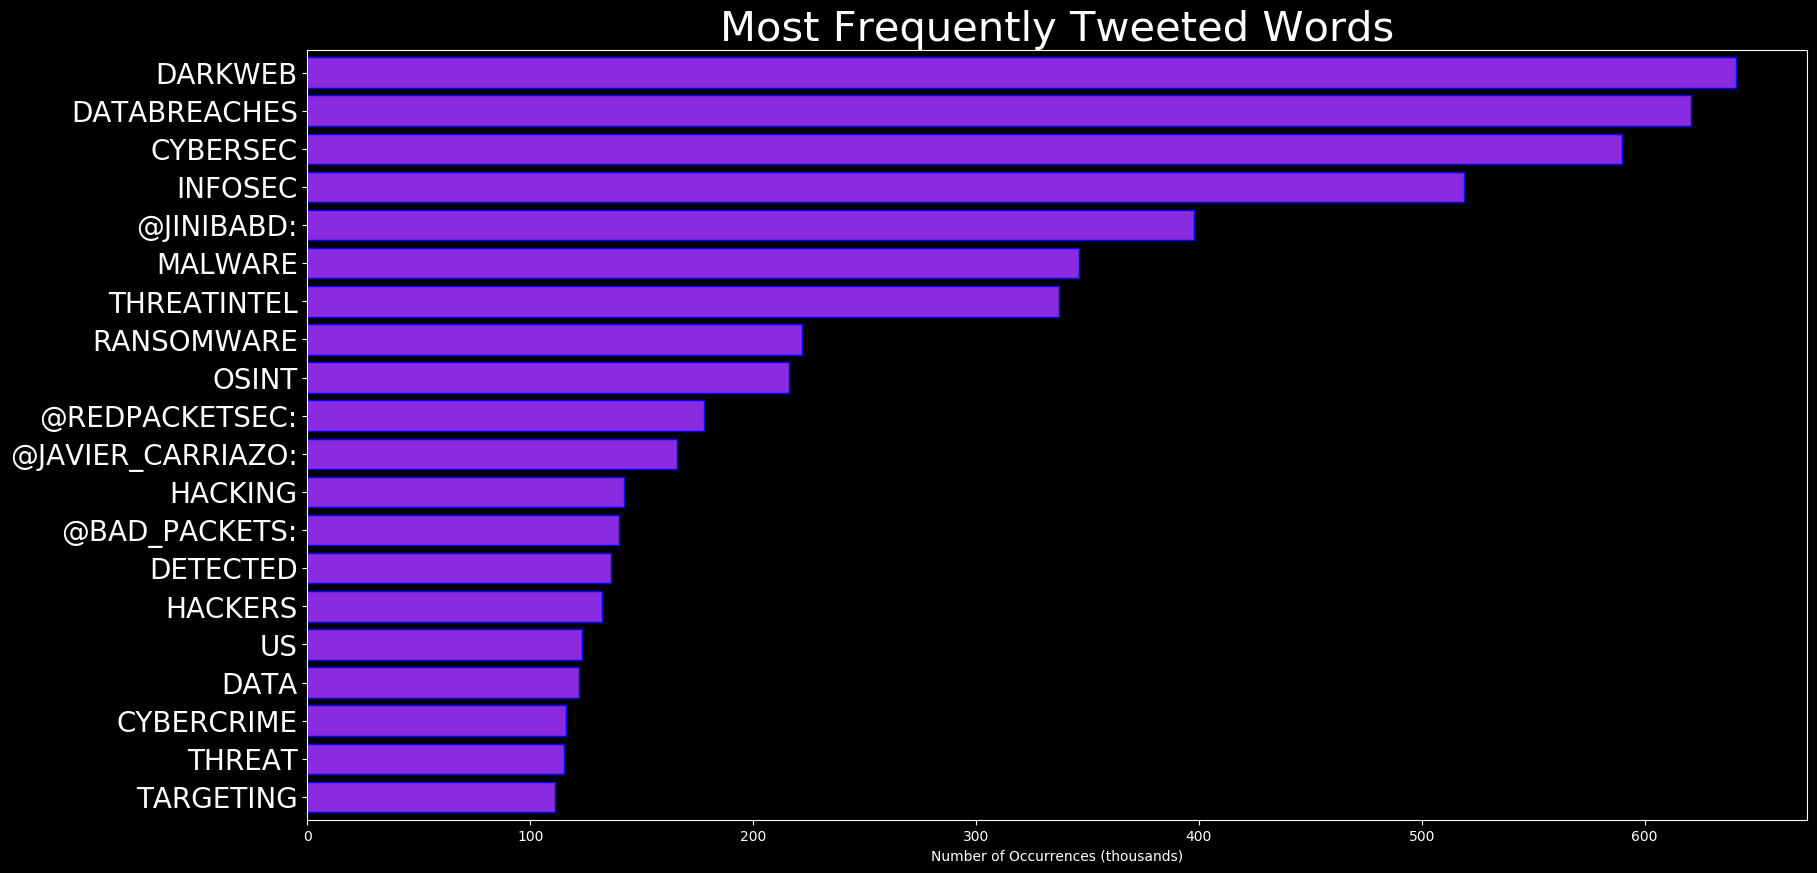 Most Frequently Tweeted Words
DARKWEB
DATABREACHES
CYBERSEC
INFOSEC
@JINIBABD:
MALWARE
THREATINTEL
RANSOMWARE
OSINT
@REDPACKETSEC:
@JAVIER_CARRIAZO:
HACKING
@BAD_PACKETS:
DETECTED
HACKERS
US
DATA
CYBERCRIME
THREAT
TARGETING
0 100 200 300 400 500 600
Number of Occurrences (thousands)